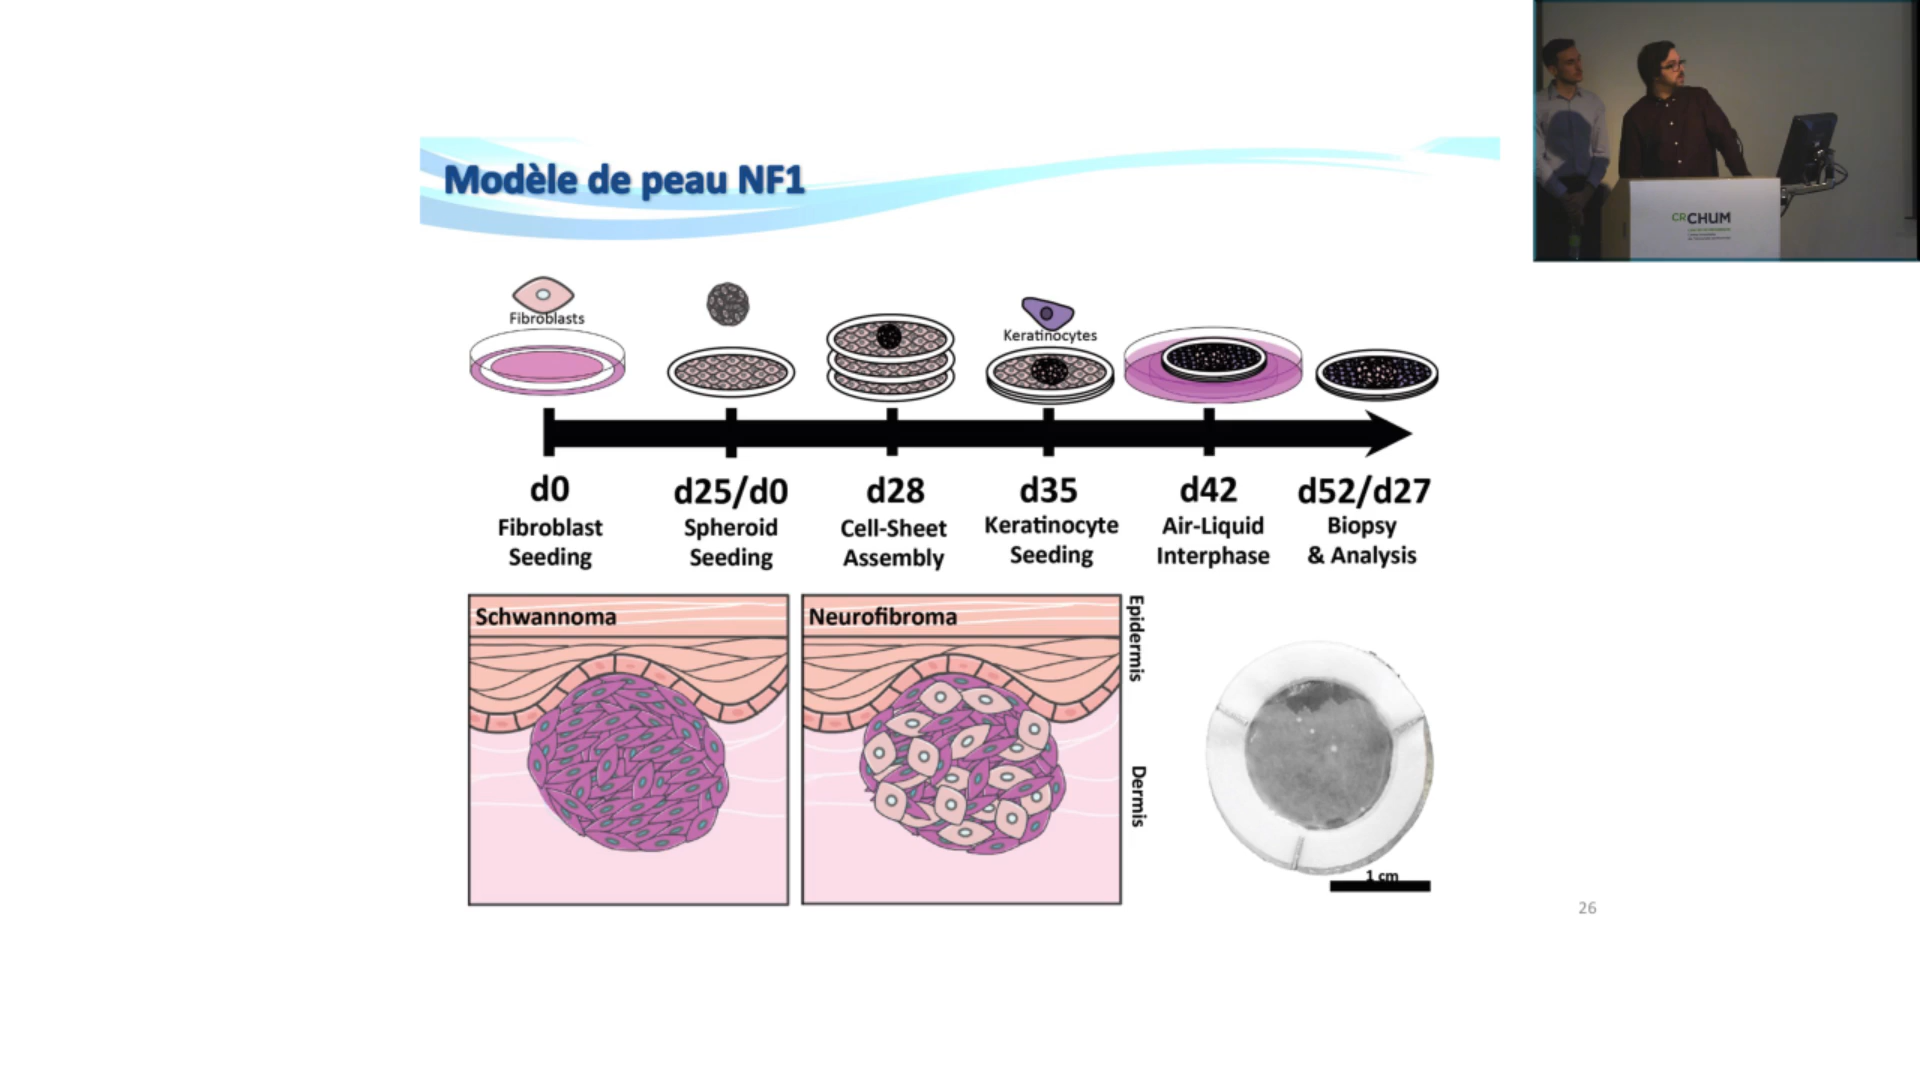 Modèle de peau NF1
CRCHUM
Fibroblasts
Keratinocytes
d0
d25/d0
d28
d35
d42
d52/d27
Fibroblast
Seeding
Spheroid
Seeding
Cell-Sheet
Assembly
Keratinocyte
Seeding
Air-Liquid
Interphase
Biopsy
& Analysis
Schwannoma
Neurofibroma
Epidermis
Dermis
1 cm
26